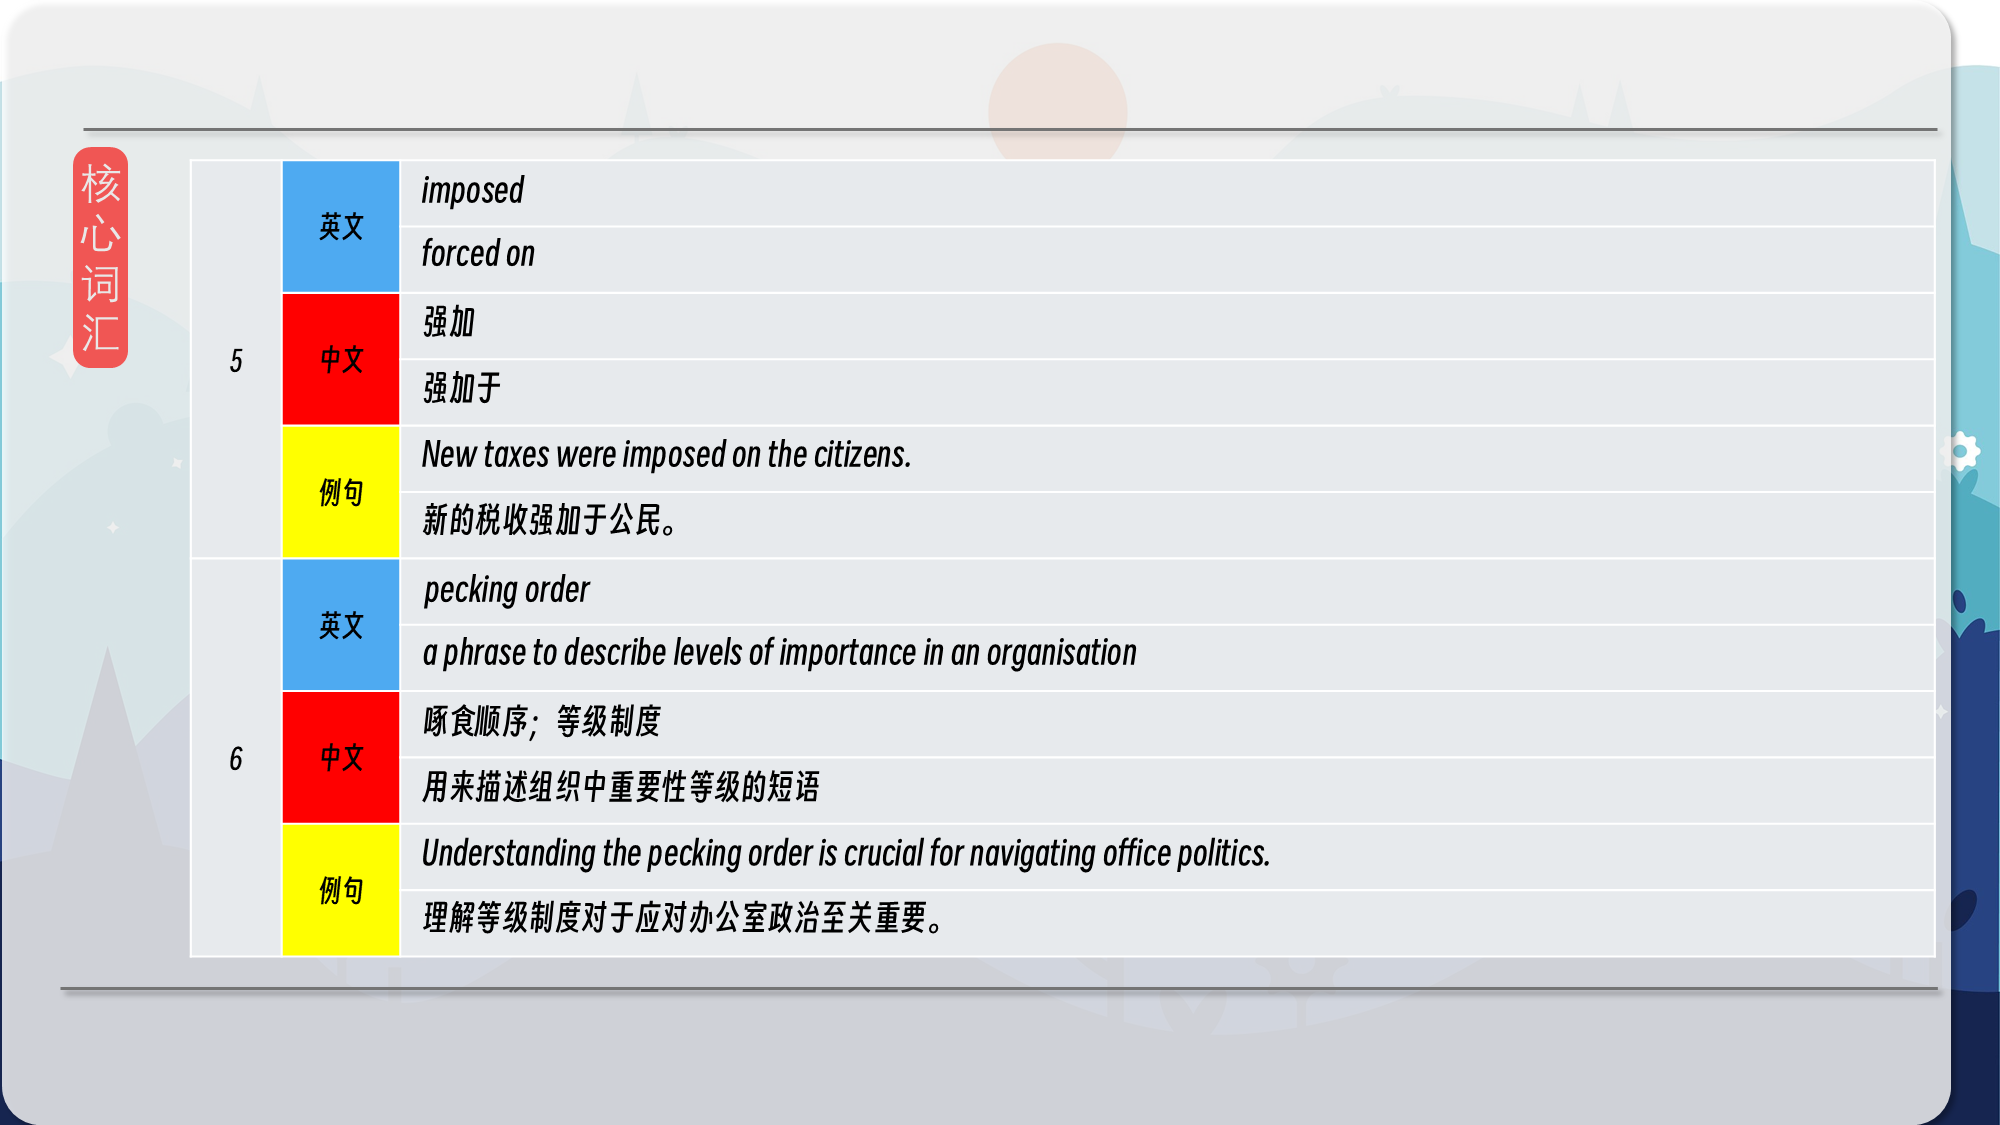 核
心
词
汇
5
英文
imposed
forced on
中文
强加
强加于
例句
New taxes were imposed on the citizens.
新的税收强加于公民。
6
英文
pecking order
a phrase to describe levels of importance in an organisation
中文
啄食顺序；等级制度
用来描述组织中重要性等级的短语
例句
Understanding the pecking order is crucial for navigating office politics.
理解等级制度对于应对办公室政治至关重要。